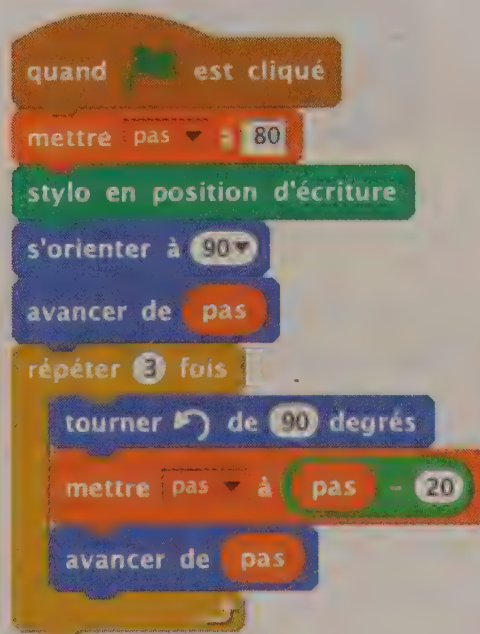 quand est cliqué
mettre pas à 80
stylo en position d'écriture
s'orienter à 90
avancer de pas
répéter 3 fois
tourner de 90 degrés
mettre pas à pas - 20
avancer de pas